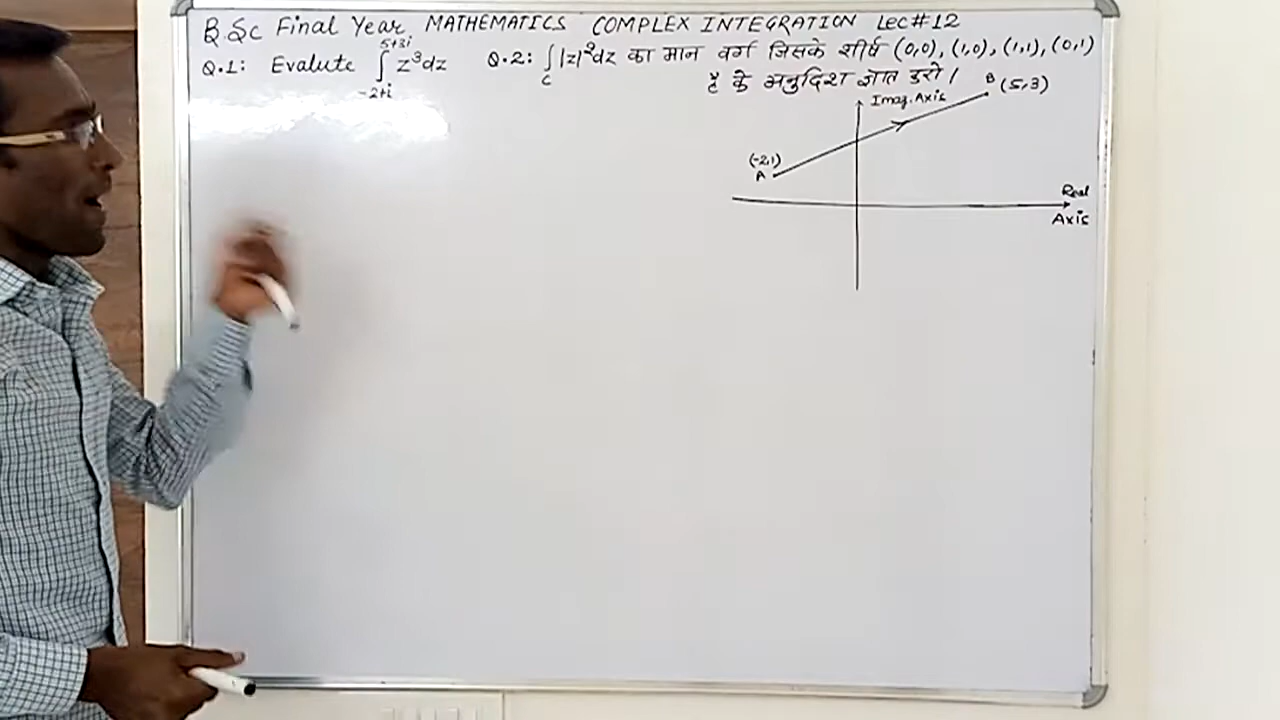 B.Sc Final Year MATHEMATICS COMPLEX INTEGRATION Lec#12
Q.1: Evalute ∫_{-2+i}^{5+3i} z³dz Q.2: ∫_C |z|²dz का मान वर्ग जिसके शीर्ष (0,0), (1,0), (1,1), (0,1)
है के अनुदिश ज्ञात करो।
Imag. Axis
B (5,3)
(-2,1)
A
Real
Axis